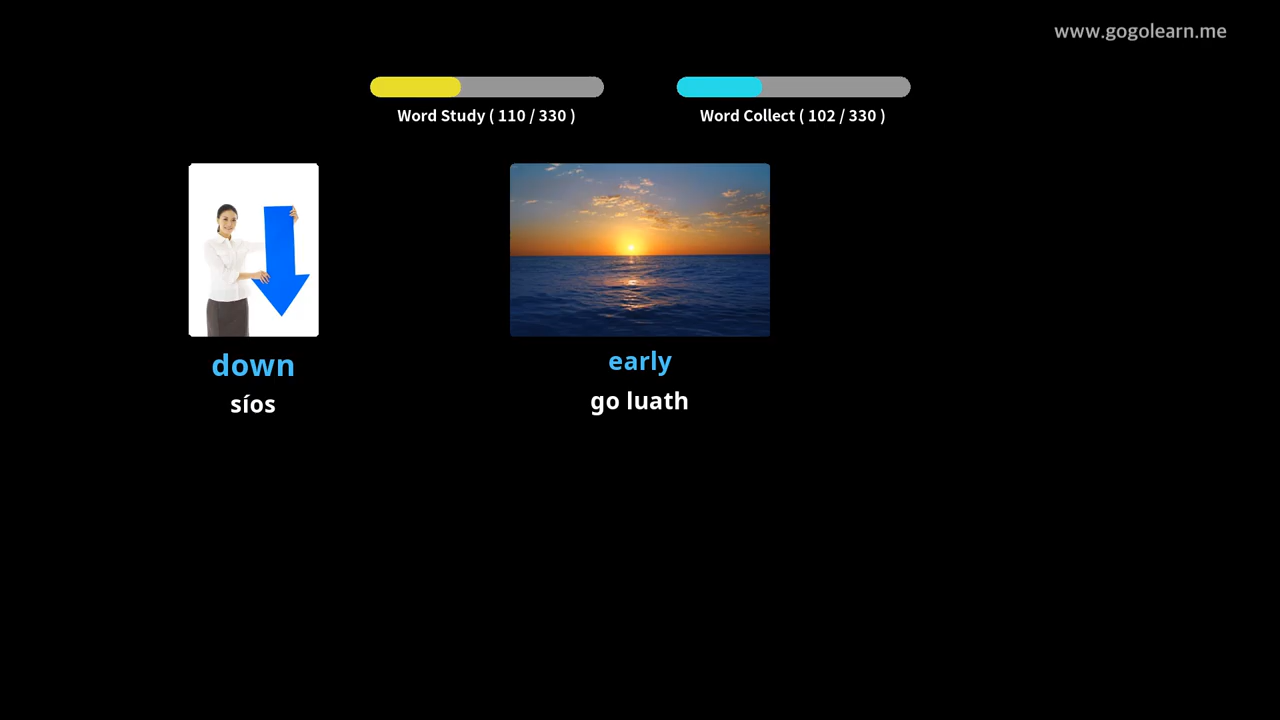 www.gogolearn.me
Word Study ( 110 / 330 )
Word Collect ( 102 / 330 )
down
síos
early
go luath